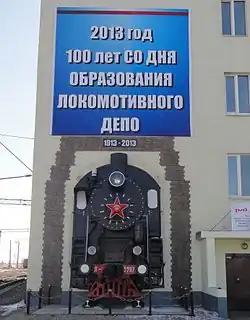 2013 год
100 лет СО ДНЯ
ОБРАЗОВАНИЯ
ЛОКОМОТИВНОГО
ДЕПО
1913 - 2013